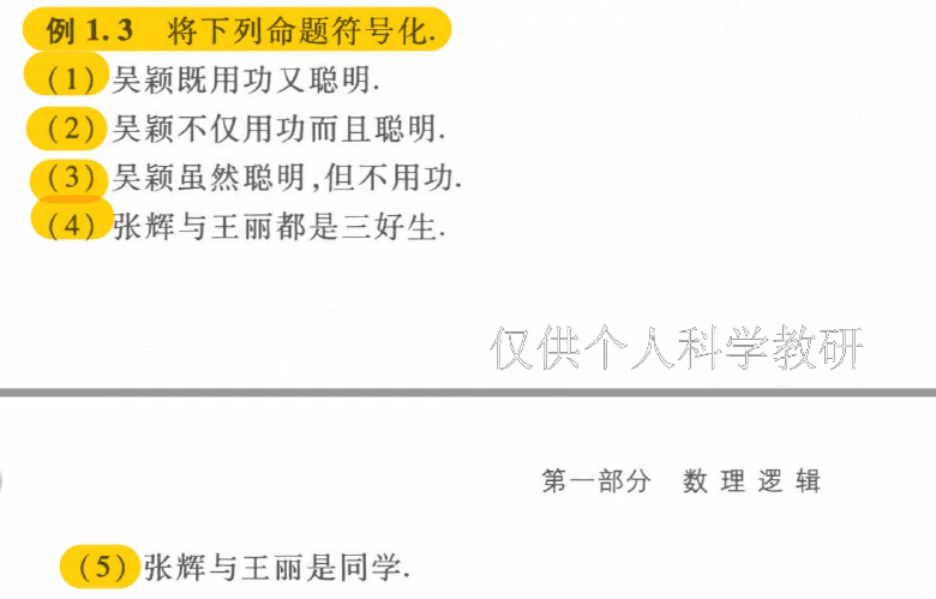 例 1.3 将下列命题符号化.
(1) 吴颖既用功又聪明.
(2) 吴颖不仅用功而且聪明.
(3) 吴颖虽然聪明,但不用功.
(4) 张辉与王丽都是三好生.
仅供个人科学教研
第一部分 数理逻辑
(5) 张辉与王丽是同学.